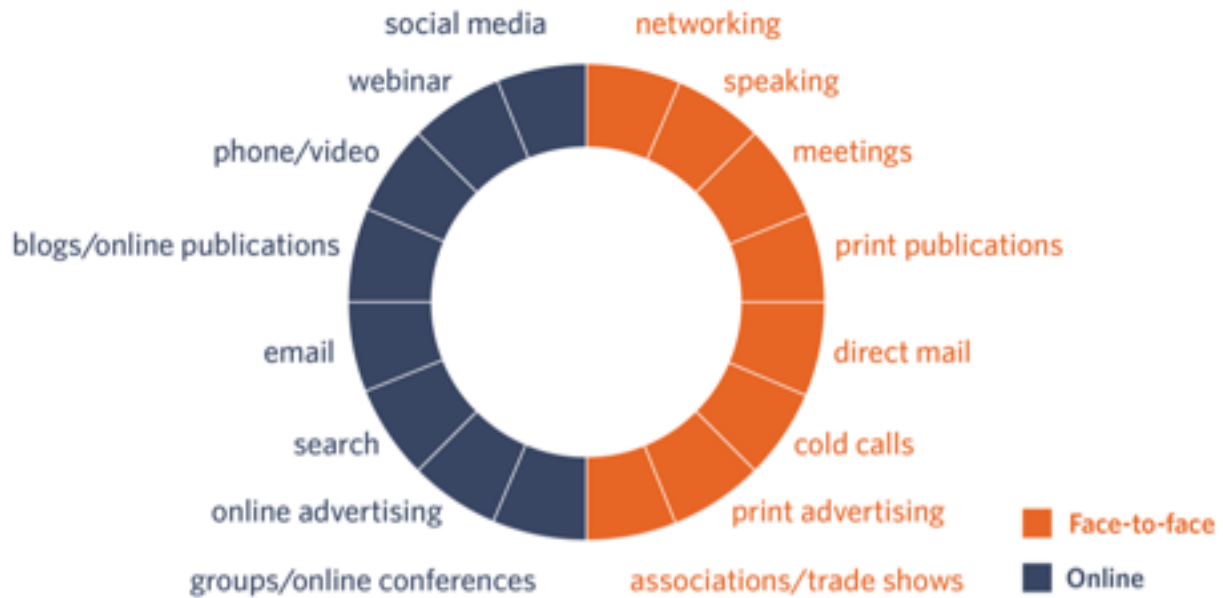 social media
networking
webinar
speaking
phone/video
meetings
blogs/online publications
print publications
email
direct mail
search
cold calls
online advertising
print advertising
Face-to-face
groups/online conferences
associations/trade shows
Online